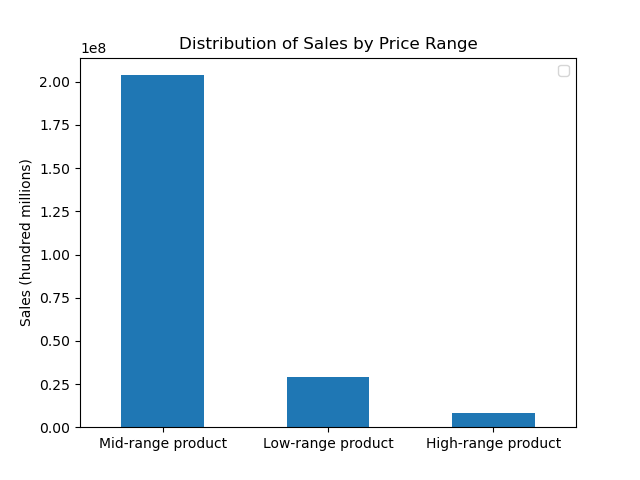 Distribution of Sales by Price Range
1e8
Sales (hundred millions)
2.00
1.75
1.50
1.25
1.00
0.75
0.50
0.25
0.00
Mid-range product Low-range product High-range product